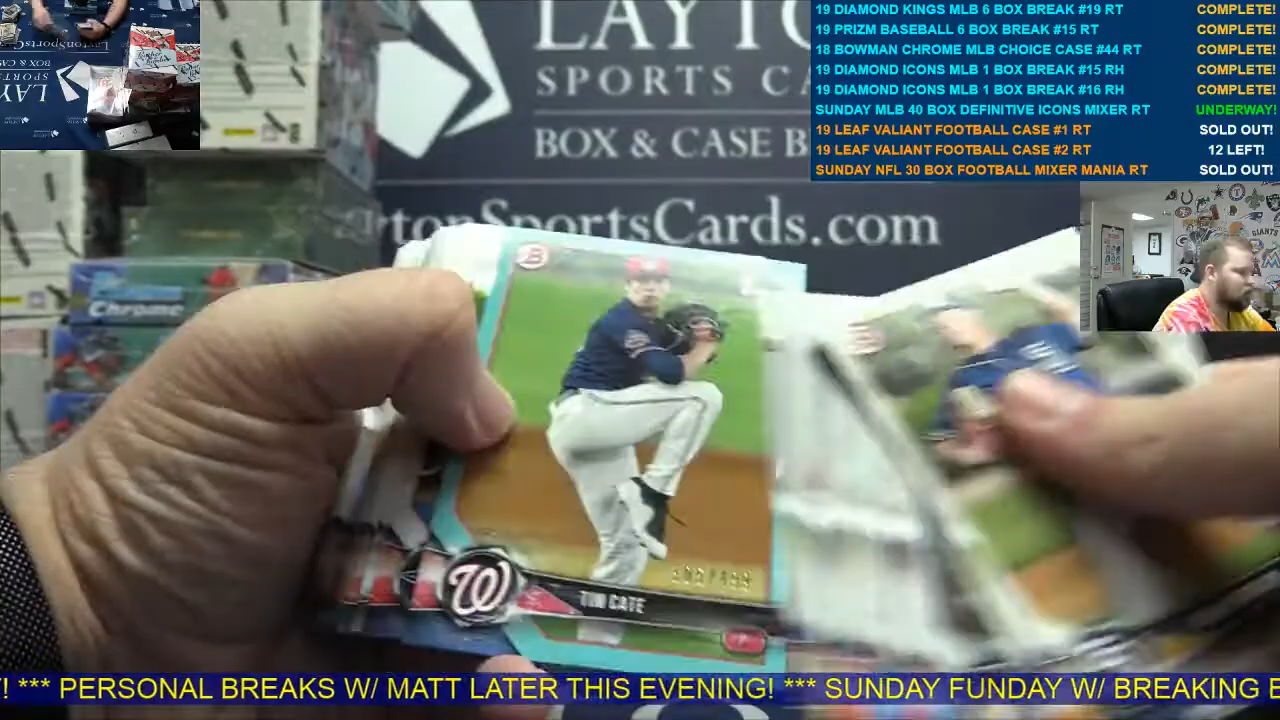 19 DIAMOND KINGS MLB 6 BOX BREAK #19 RT COMPLETE!
19 PRIZM BASEBALL 6 BOX BREAK #15 RT COMPLETE!
18 BOWMAN CHROME MLB CHOICE CASE #44 RT COMPLETE!
19 DIAMOND ICONS MLB 1 BOX BREAK #15 RH COMPLETE!
19 DIAMOND ICONS MLB 1 BOX BREAK #16 RH COMPLETE!
SUNDAY MLB 40 BOX DEFINITIVE ICONS MIXER RT UNDERWAY!
19 LEAF VALIANT FOOTBALL CASE #1 RT SOLD OUT!
19 LEAF VALIANT FOOTBALL CASE #2 RT 12 LEFT!
SUNDAY NFL 30 BOX FOOTBALL MIXER MANIA RT SOLD OUT!
LAYTO
SPORTS CA
BOX & CASE B
ytonSportsCards.com
Chrome
B
W
TIM CATE
P
GIANTS
Y! *** PERSONAL BREAKS W/ MATT LATER THIS EVENING! *** SUNDAY FUNDAY W/ BREAKING E